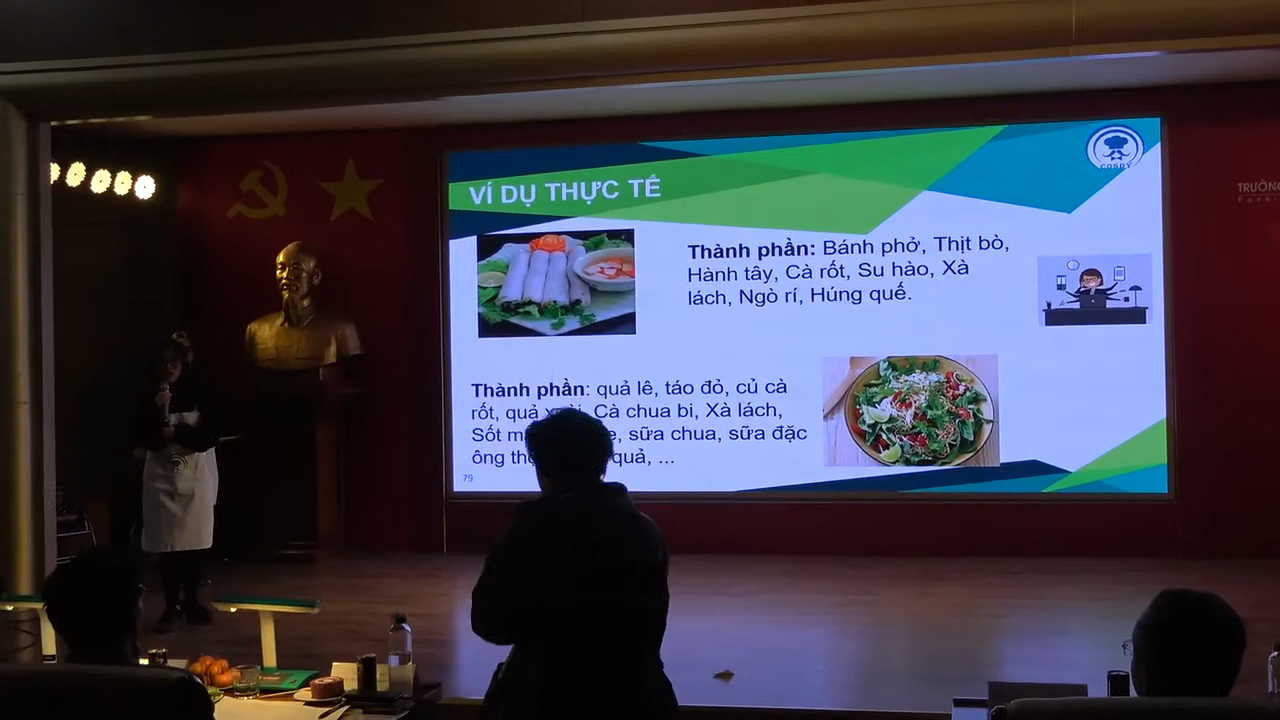 VÍ DỤ THỰC TẾ
COSDY
TRƯỜNG
Thành phần: Bánh phở, Thịt bò,
Hành tây, Cà rốt, Su hào, Xà
lách, Ngò rí, Húng quế.
Thành phần: quả lê, táo đỏ, củ cà
rốt, quả Cà chua bi, Xà lách,
Sốt sữa chua, sữa đặc
ông quả, ...
79